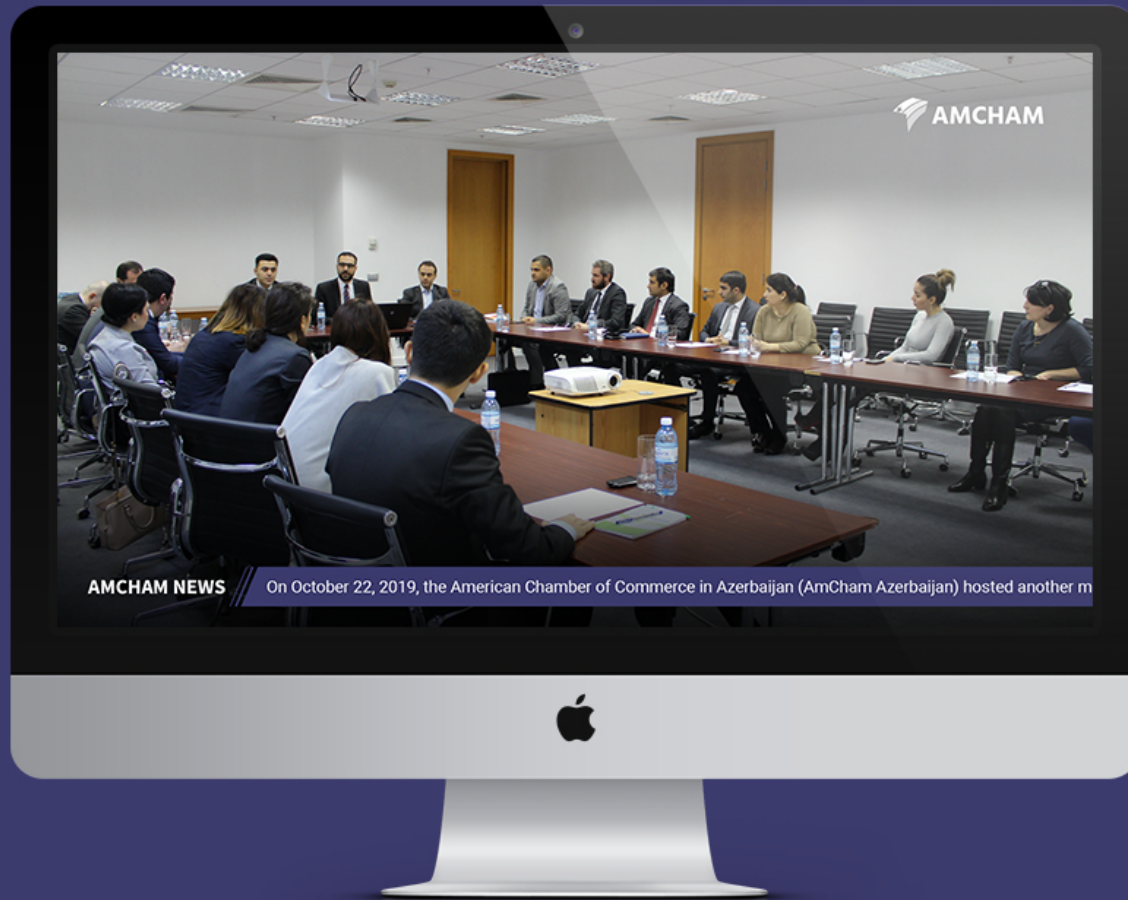 AMCHAM
AMCHAM NEWS
On October 22, 2019, the American Chamber of Commerce in Azerbaijan (AmCham Azerbaijan) hosted another m